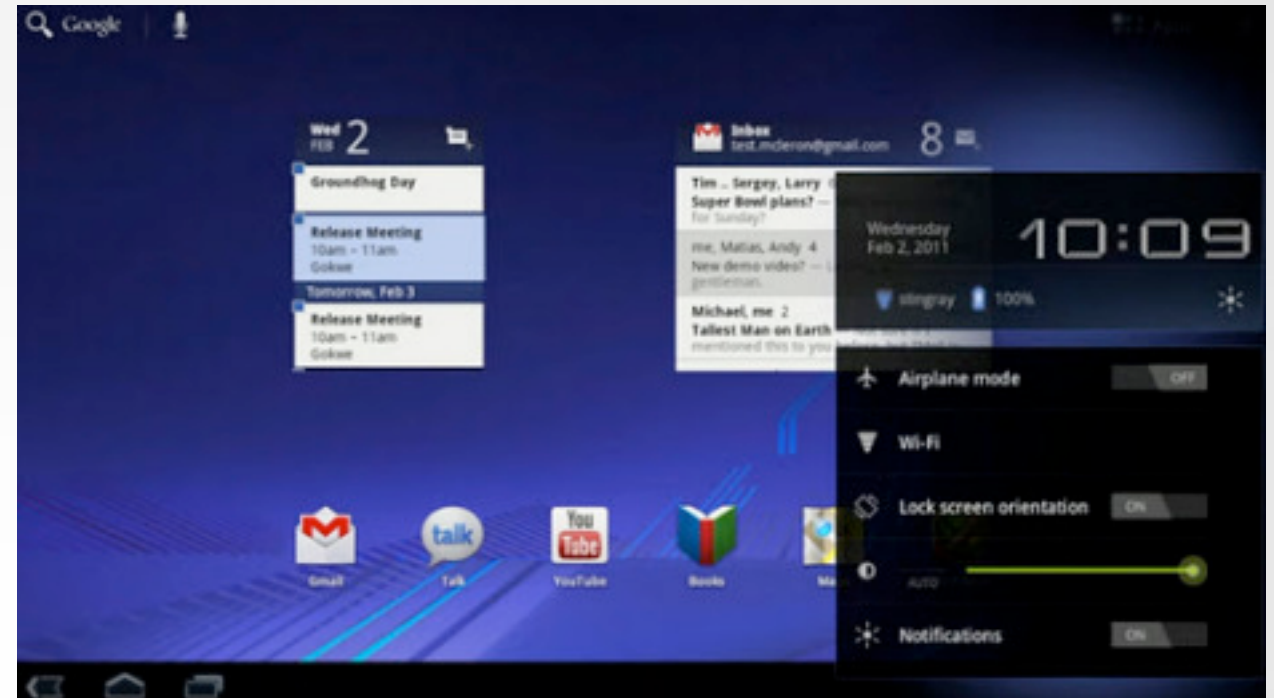 Google
Wed
FEB
2
Groundhog Day
Release Meeting
10am – 11am
Gokwe
Tomorrow, Feb 3
Release Meeting
10am – 11am
Gokwe
Inbox
test.mcleron@gmail.com
8
Tim .. Sergey, Larry
Super Bowl plans? —
for Sunday?
me, Matias, Andy 4
New demo video? —
gentleman.
Michael, me 2
Tallest Man on Earth —
mentioned this to you before, but
Wednesday
Feb 2, 2011
10:09
stingray
100%
Airplane mode
OFF
Wi-Fi
Lock screen orientation
ON
AUTO
Notifications
ON
talk
You
Tube
Gmail
Talk
YouTube
Books